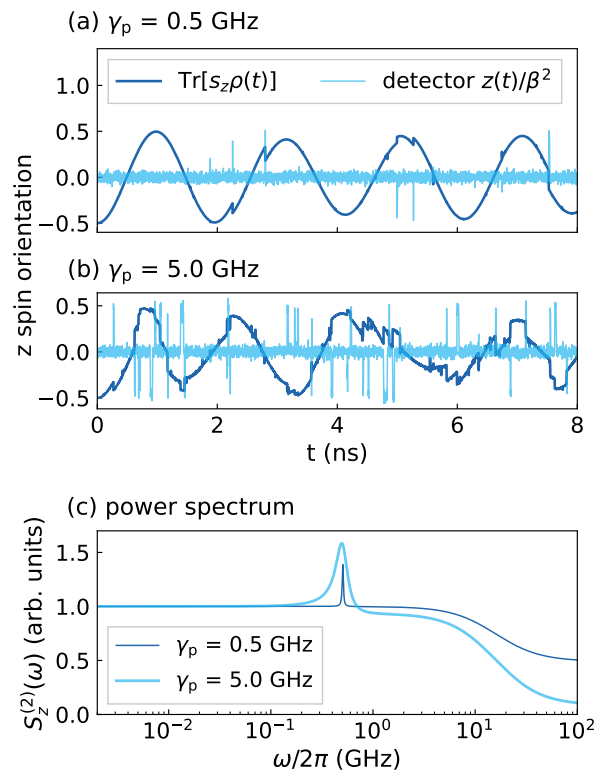 (a) γp = 0.5 GHz
Tr[szρ(t)] detector z(t)/β²
1.0
0.5
0.0
−0.5
z spin orientation
(b) γp = 5.0 GHz
0.5
0.0
−0.5
0 2 4 6 8
t (ns)
(c) power spectrum
Sz⁽²⁾(ω) (arb. units)
1.5
1.0
0.5
0.0
γp = 0.5 GHz
γp = 5.0 GHz
10⁻² 10⁻¹ 10⁰ 10¹ 10²
ω/2π (GHz)